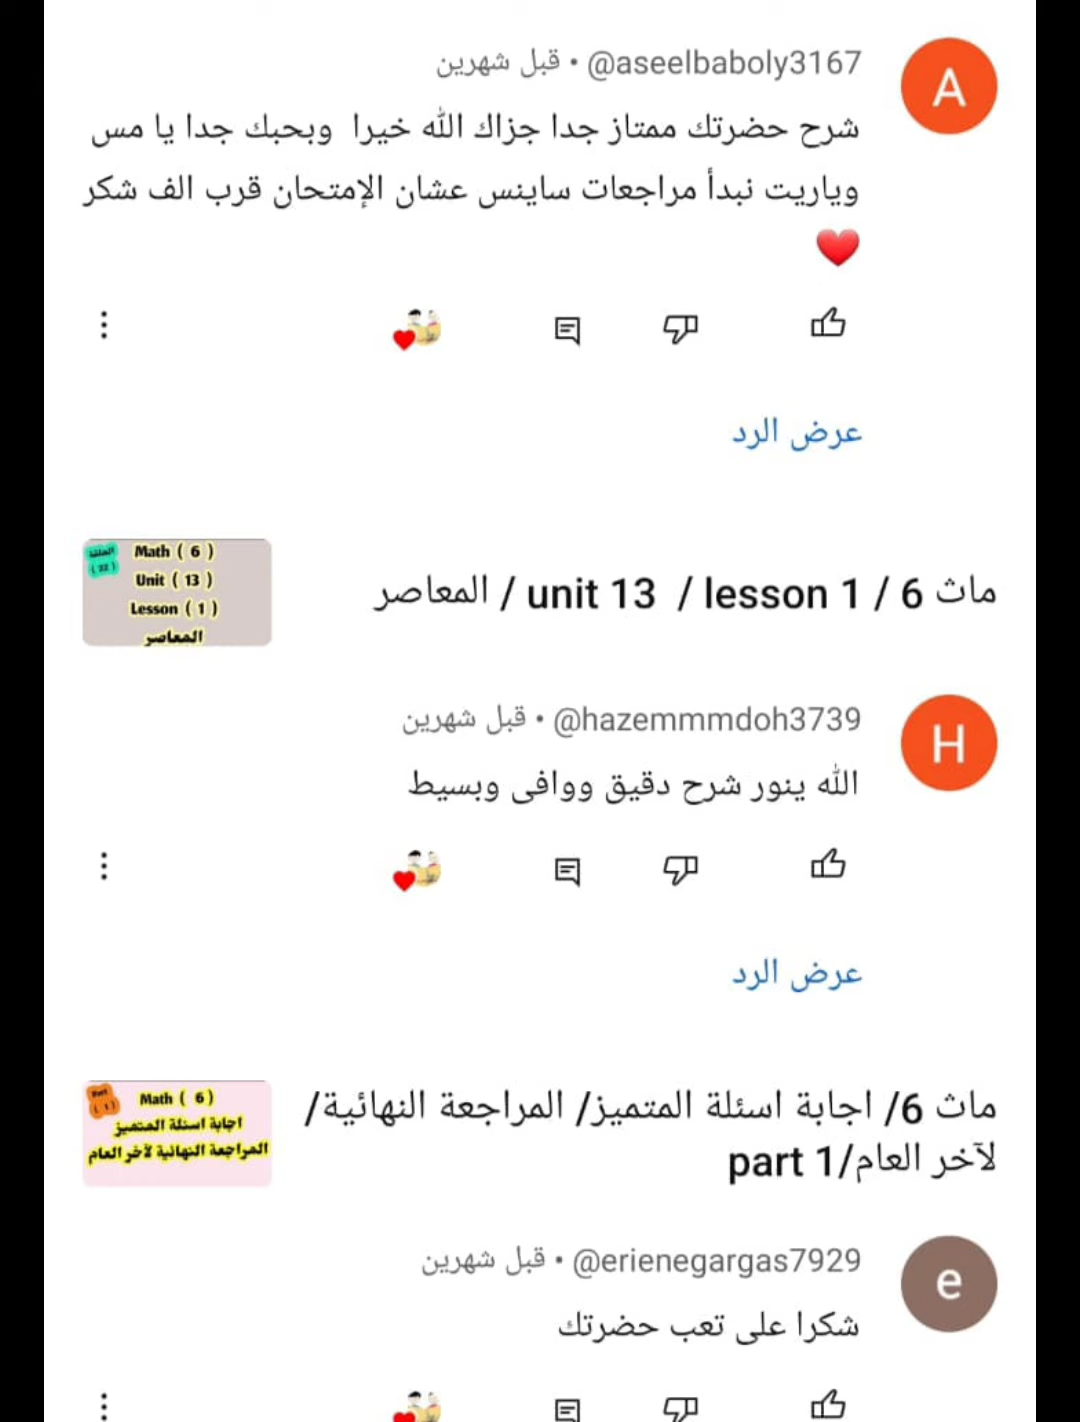 @aseelbaboly3167 • قبل شهرين
A
شرح حضرتك ممتاز جدا جزاك الله خيرا وبحبك جدا يا مس
وياريت نبدأ مراجعات ساينس عشان الإمتحان قرب الف شكر
❤️
عرض الرد
ماث 6 / unit 13 / lesson 1 / المعاصر
Math ( 6 )
Unit ( 13 )
Lesson ( 1 )
المعاصر
الحلقة
( 22 )
@hazemmmdoh3739 • قبل شهرين
H
الله ينور شرح دقيق ووافى وبسيط
عرض الرد
ماث 6/ اجابة اسئلة المتميز/ المراجعة النهائية/
لآخر العام/part 1
Part
( 1 )
Math ( 6 )
اجابة اسئلة المتميز
المراجعة النهائية لآخر العام
@erienegargas7929 • قبل شهرين
e
شكرا على تعب حضرتك